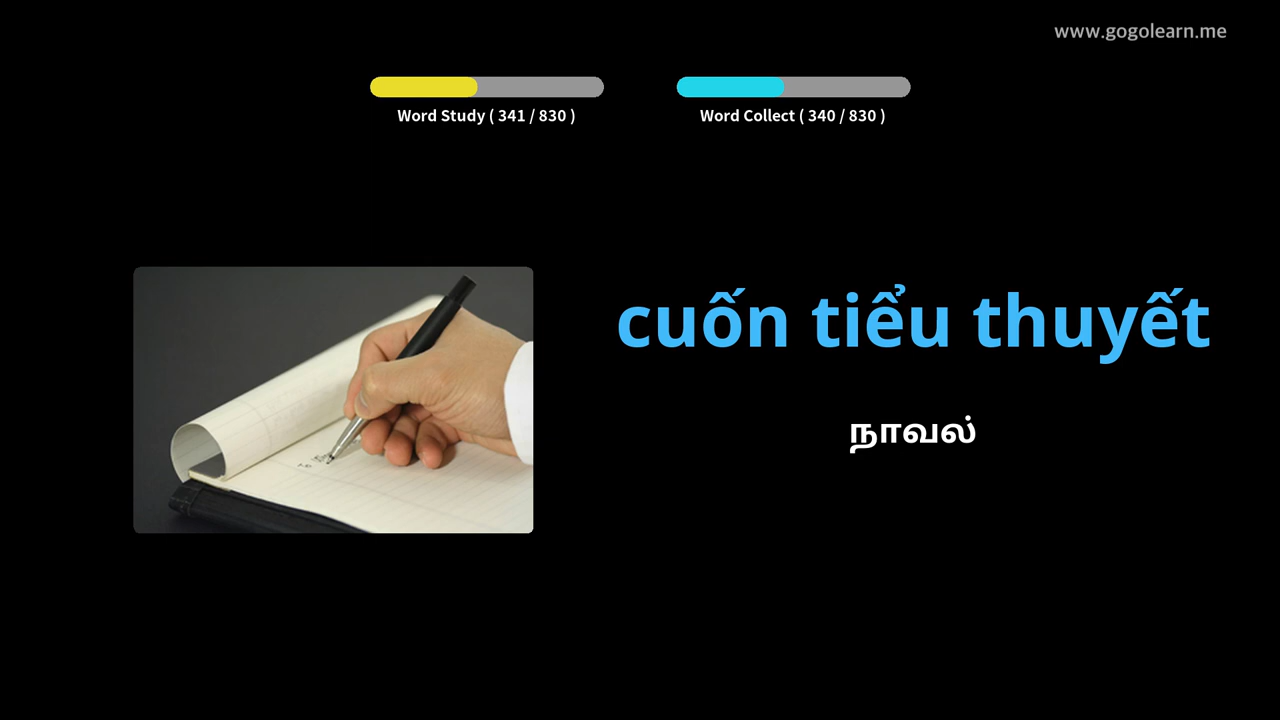 www.gogolearn.me
Word Study ( 341 / 830 )
Word Collect ( 340 / 830 )
cuốn tiểu thuyết
நாவல்